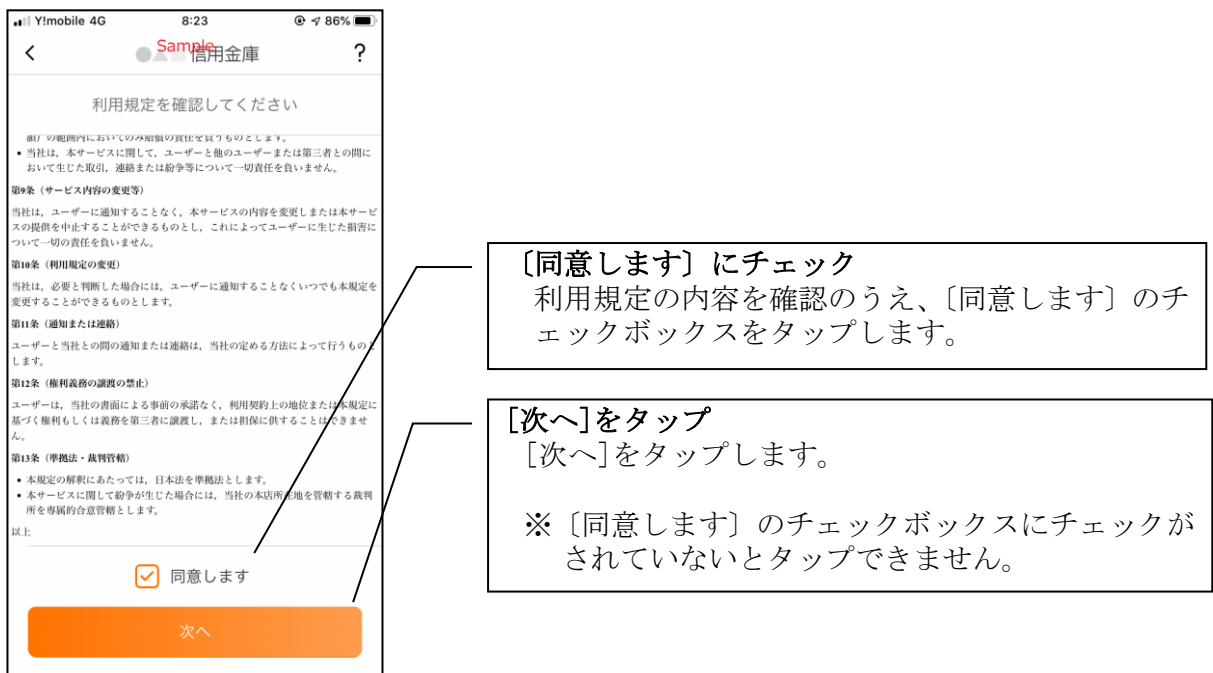 Y!mobile 4G 8:23 86%
Sample
●▲■信用金庫 ?
利用規定を確認してください
額）の範囲内においてのみ賠償の責任を負うものとします。
• 当社は，本サービスに関して，ユーザーと他のユーザーまたは第三者との間に
おいて生じた取引，連絡または紛争等について一切責任を負いません。
第9条（サービス内容の変更等）
当社は，ユーザーに通知することなく，本サービスの内容を変更しまたは本サービ
スの提供を中止することができるものとし，これによってユーザーに生じた損害に
ついて一切の責任を負いません。
第10条（利用規定の変更）
当社は，必要と判断した場合には，ユーザーに通知することなくいつでも本規定を
変更することができるものとします。
第11条（通知または連絡）
ユーザーと当社との間の通知または連絡は，当社の定める方法によって行うものと
します。
第12条（権利義務の譲渡の禁止）
ユーザーは，当社の書面による事前の承諾なく，利用契約上の地位または本規定に
基づく権利もしくは義務を第三者に譲渡し，または担保に供することはできませ
ん。
第13条（準拠法・裁判管轄）
• 本規定の解釈にあたっては，日本法を準拠法とします。
• 本サービスに関して紛争が生じた場合には，当社の本店所在地を管轄する裁判
所を専属的合意管轄とします。
以上
同意します
次へ
〔同意します〕にチェック
利用規定の内容を確認のうえ、〔同意します〕のチ
ェックボックスをタップします。
[次へ]をタップ
[次へ]をタップします。
※〔同意します〕のチェックボックスにチェックが
されていないとタップできません。